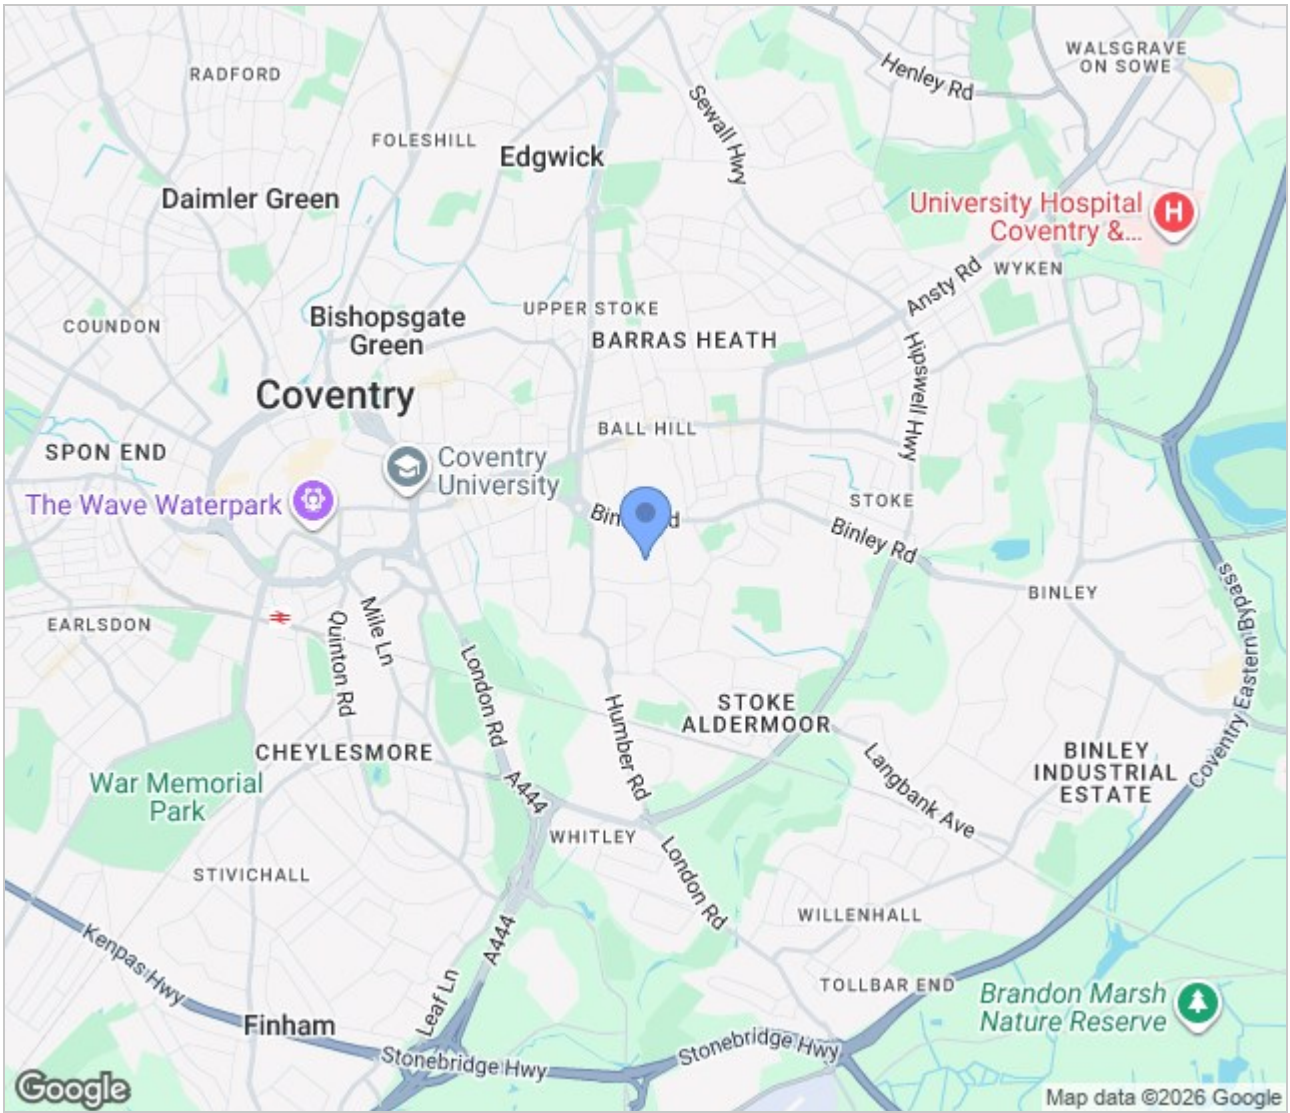 WALSGRAVE
ON SOWE
RADFORD
Henley Rd
Sewall Hwy
FOLESHILL
Edgwick
Daimler Green
University Hospital
Coventry &...
H
Ansty Rd
WYKEN
UPPER STOKE
Bishopsgate
Green
COUNDON
BARRAS HEATH
Hipswell Hwy
Coventry
BALL HILL
SPON END
Coventry
University
The Wave Waterpark
STOKE
Binley Rd
BINLEY
Coventry Eastern Bypass
EARLSDON
Mile Ln
Quinton Rd
London Rd
Humber Rd
STOKE
ALDERMOOR
CHEYLESMORE
War Memorial
Park
A444
Langbank Ave
BINLEY
INDUSTRIAL
ESTATE
WHITLEY
London Rd
STIVICHALL
WILLENHALL
A444
Kenpas Hwy
TOLLBAR END
Leaf Ln
Brandon Marsh
Nature Reserve
Finham
Stonebridge Hwy
Stonebridge Hwy
Google
Map data ©2026 Google